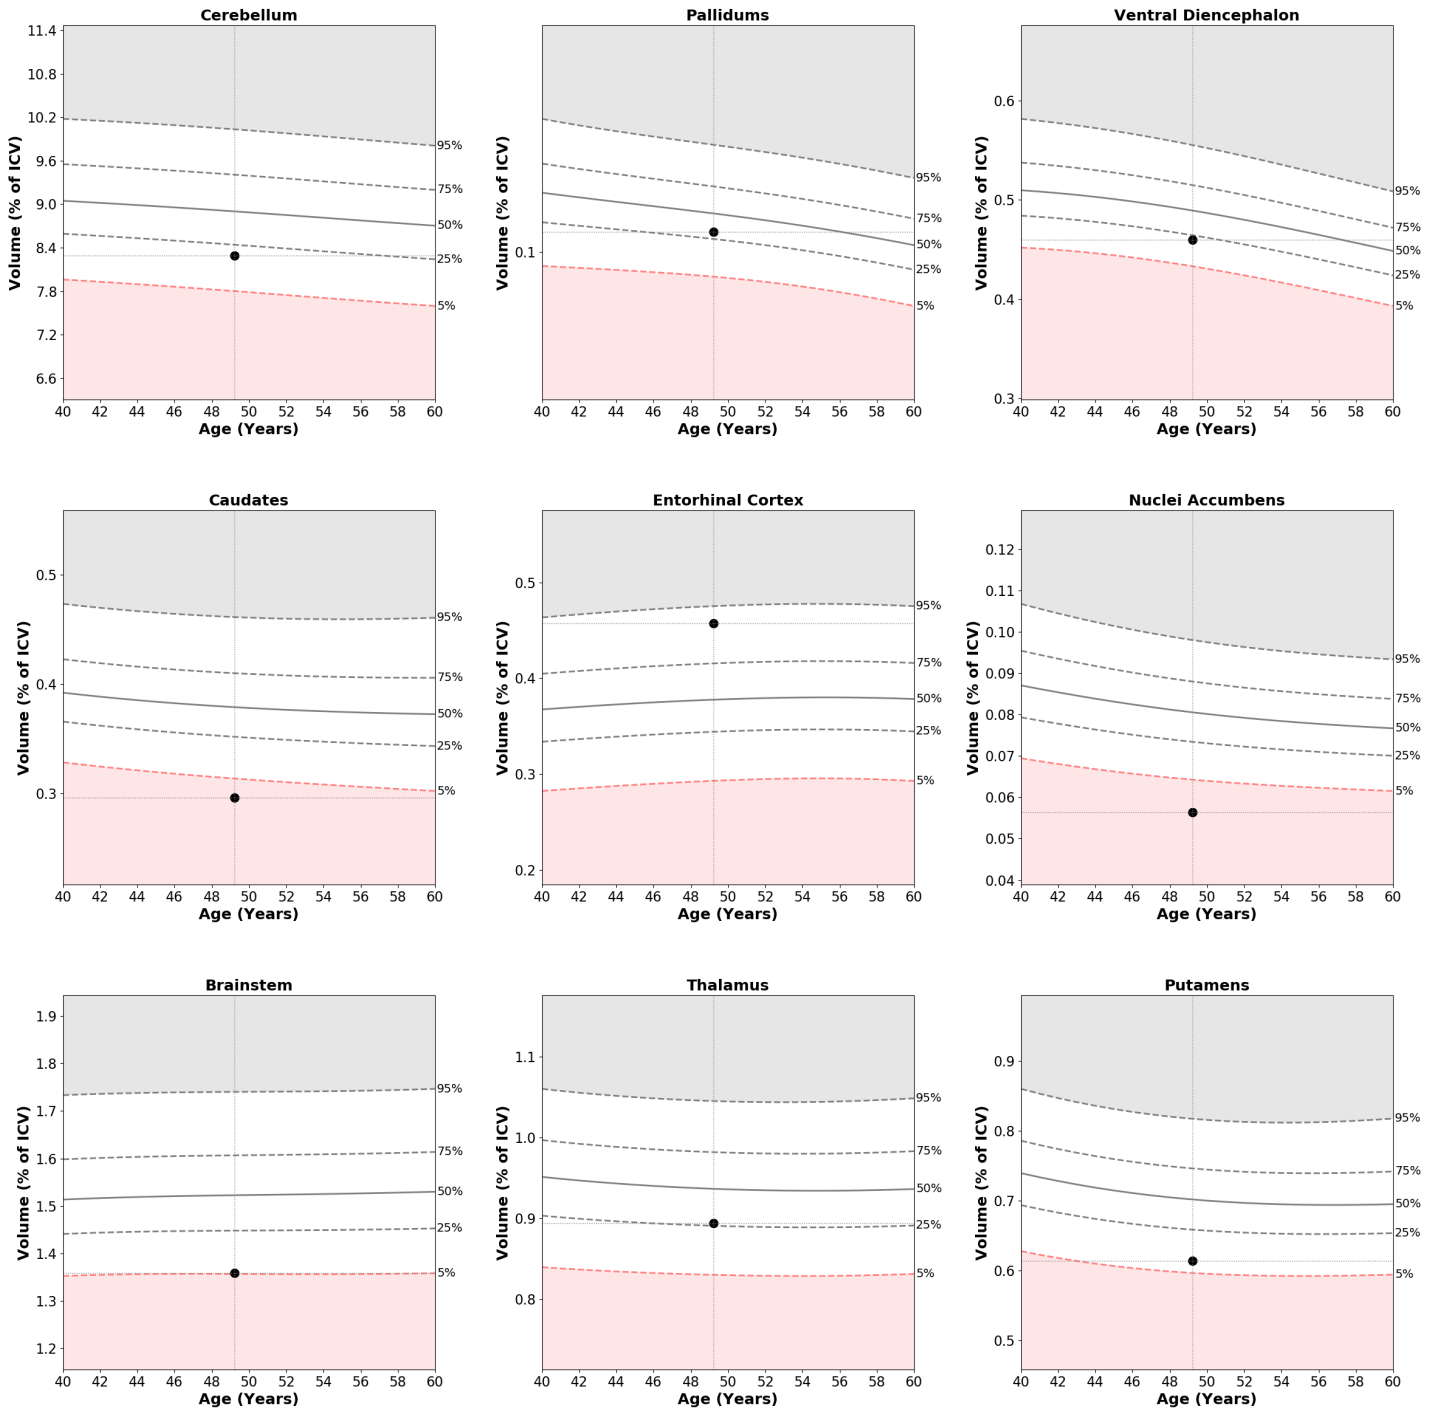 Cerebellum
Volume (% of ICV)
11.4
10.8
10.2
9.6
9.0
8.4
7.8
7.2
6.6
95%
75%
50%
25%
5%
40 42 44 46 48 50 52 54 56 58 60
Age (Years)
Pallidums
Volume (% of ICV)
0.1
95%
75%
50%
25%
5%
40 42 44 46 48 50 52 54 56 58 60
Age (Years)
Ventral Diencephalon
Volume (% of ICV)
0.6
0.5
0.4
0.3
95%
75%
50%
25%
5%
40 42 44 46 48 50 52 54 56 58 60
Age (Years)
Caudates
Volume (% of ICV)
0.5
0.4
0.3
95%
75%
50%
25%
5%
40 42 44 46 48 50 52 54 56 58 60
Age (Years)
Entorhinal Cortex
Volume (% of ICV)
0.5
0.4
0.3
0.2
95%
75%
50%
25%
5%
40 42 44 46 48 50 52 54 56 58 60
Age (Years)
Nuclei Accumbens
Volume (% of ICV)
0.12
0.11
0.10
0.09
0.08
0.07
0.06
0.05
0.04
95%
75%
50%
25%
5%
40 42 44 46 48 50 52 54 56 58 60
Age (Years)
Brainstem
Volume (% of ICV)
1.9
1.8
1.7
1.6
1.5
1.4
1.3
1.2
95%
75%
50%
25%
5%
40 42 44 46 48 50 52 54 56 58 60
Age (Years)
Thalamus
Volume (% of ICV)
1.1
1.0
0.9
0.8
95%
75%
50%
25%
5%
40 42 44 46 48 50 52 54 56 58 60
Age (Years)
Putamens
Volume (% of ICV)
0.9
0.8
0.7
0.6
0.5
95%
75%
50%
25%
5%
40 42 44 46 48 50 52 54 56 58 60
Age (Years)